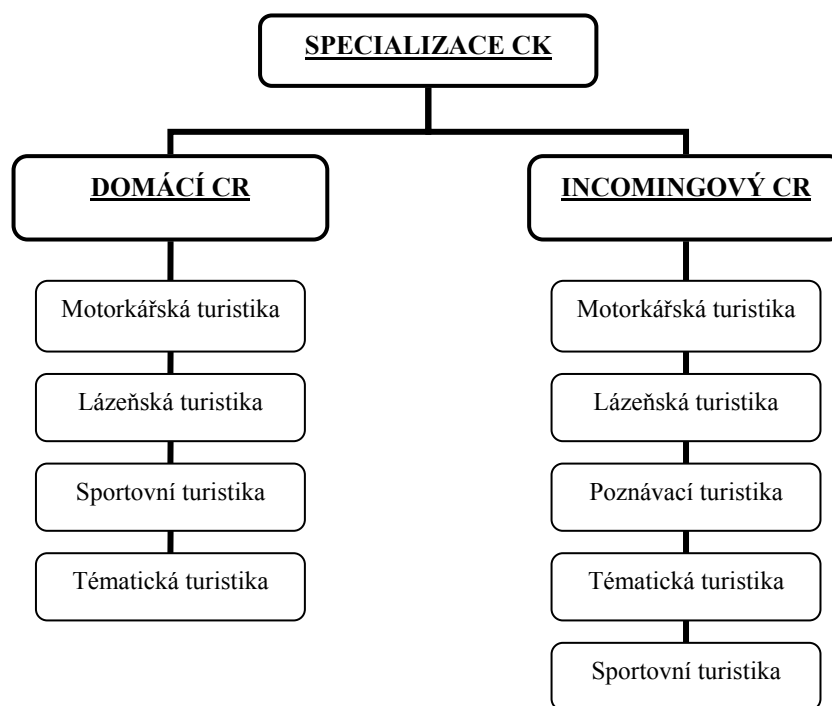 SPECIALIZACE CK
DOMÁCÍ CR
Motorkářská turistika
Lázeňská turistika
Sportovní turistika
Tématická turistika
INCOMINGOVÝ CR
Motorkářská turistika
Lázeňská turistika
Poznávací turistika
Tématická turistika
Sportovní turistika